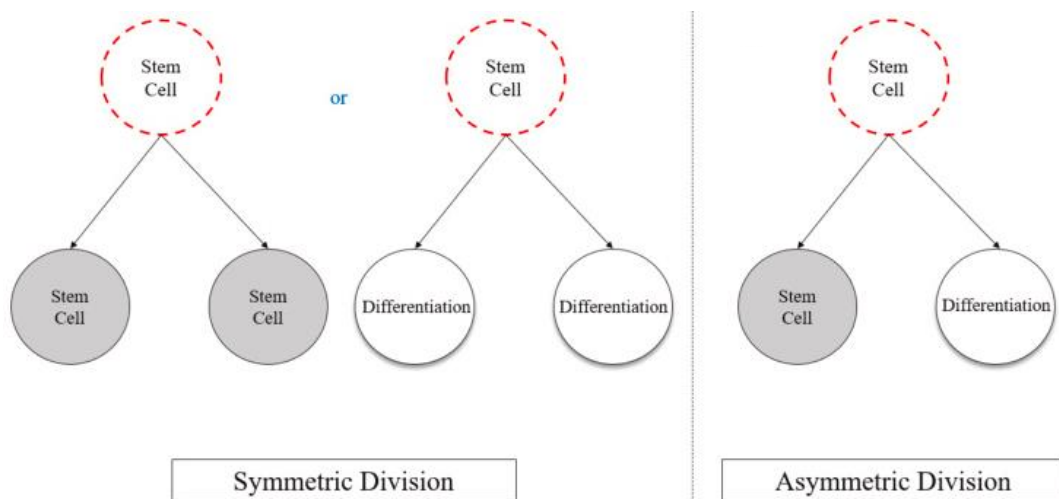 Stem
Cell
or
Stem
Cell
Stem
Cell
Stem
Cell
Stem
Cell
Differentiation
Differentiation
Stem
Cell
Differentiation
Symmetric Division
Asymmetric Division